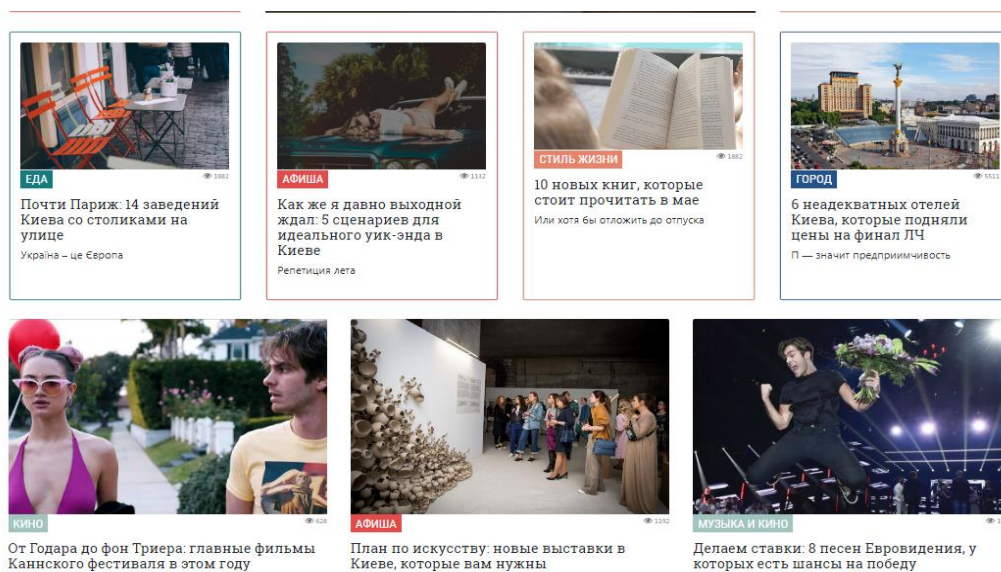 ЕДА
1882
Почти Париж: 14 заведений
Киева со столиками на
улице
Україна – це Європа
АФИША
1132
Как же я давно выходной
ждал: 5 сценариев для
идеального уик-энда в
Киеве
Репетиция лета
СТИЛЬ ЖИЗНИ
1882
10 новых книг, которые
стоит прочитать в мае
Или хотя бы отложить до отпуска
ГОРОД
5511
6 неадекватных отелей
Киева, которые подняли
цены на финал ЛЧ
П — значит предприимчивость
КИНО
628
От Годара до фон Триера: главные фильмы
Каннского фестиваля в этом году
АФИША
1192
План по искусству: новые выставки в
Киеве, которые вам нужны
МУЗЫКА И КИНО
Делаем ставки: 8 песен Евровидения, у
которых есть шансы на победу